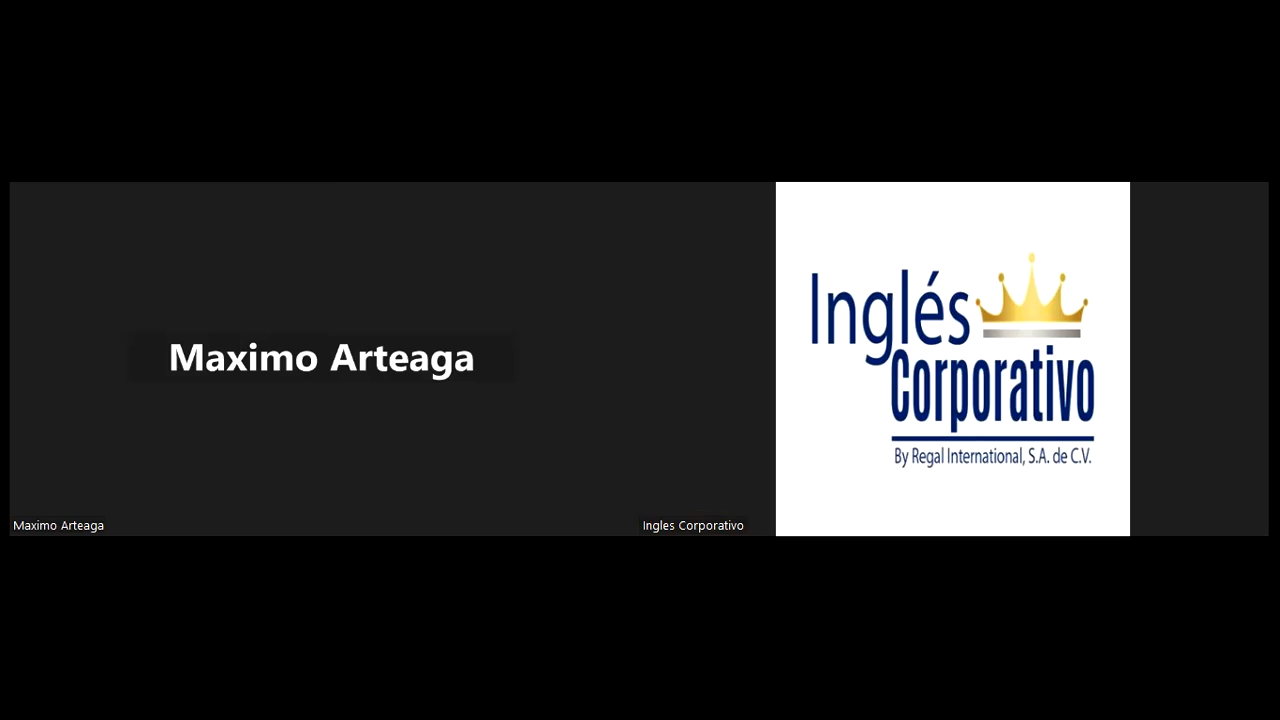 Maximo Arteaga
Maximo Arteaga
Inglés
Corporativo
By Regal International, S.A. de C.V.
Ingles Corporativo